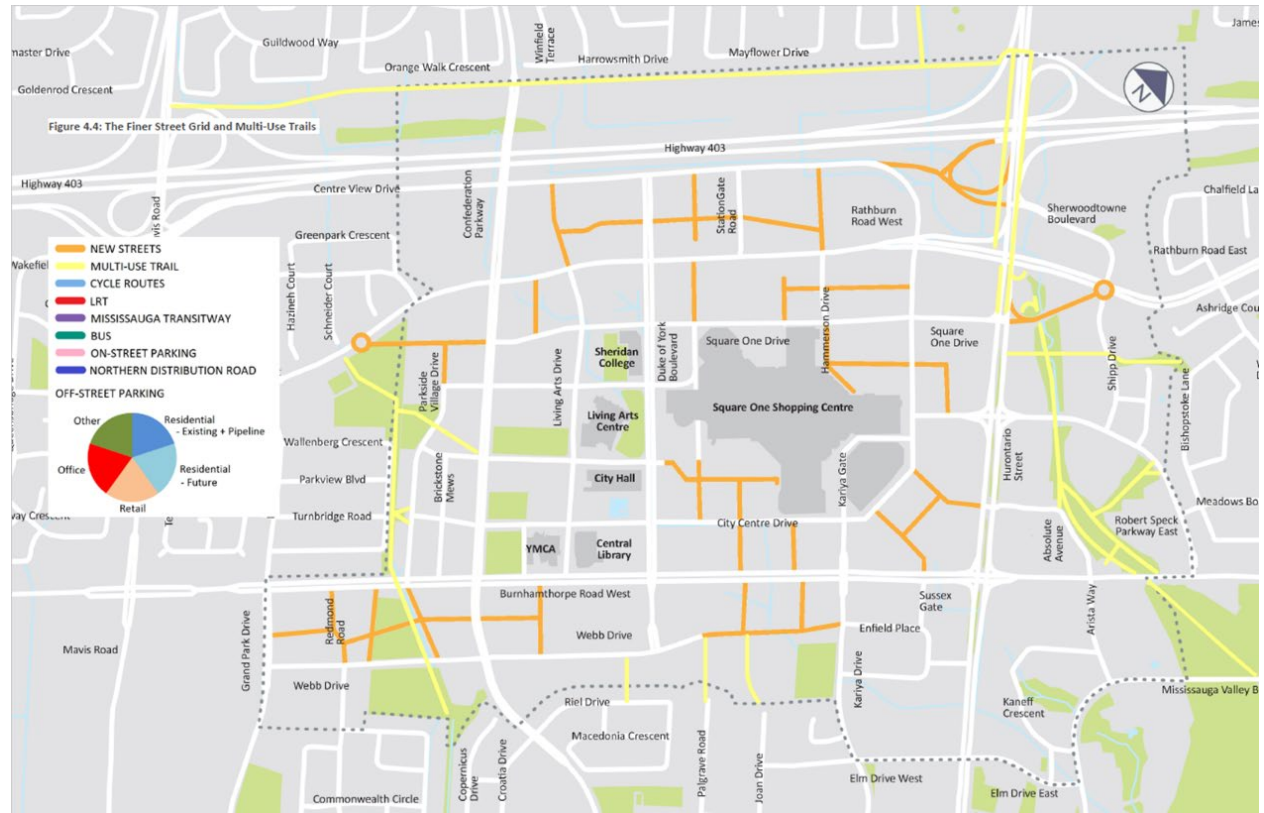 Guildwood Way
Winfield
Terrace
Harrowsmith Drive
Mayflower Drive
master Drive
Orange Walk Crescent
Goldenrod Crescent
N
Figure 4.4: The Finer Street Grid and Multi-Use Trails
Highway 403
Highway 403
Centre View Drive
Confederation
Parkway
StationGate
Road
Rathburn
Road West
Sherwoodtowne
Boulevard
Chalfield La
vis Road
Greenpark Crescent
Rathburn Road East
Wakefie
NEW STREETS
MULTI-USE TRAIL
CYCLE ROUTES
LRT
MISSISSAUGA TRANSITWAY
BUS
ON-STREET PARKING
NORTHERN DISTRIBUTION ROAD
OFF-STREET PARKING
Other
Residential
- Existing + Pipeline
Office
Residential
- Future
Retail
Hazineh Court
Schneider Court
Ashridge Cou
Parkside
Village Drive
Living Arts Drive
Sheridan
College
Duke of York
Boulevard
Square One Drive
Hammerson Drive
Square
One Drive
Shipp Drive
Bishopstoke Lane
Living Arts
Centre
Square One Shopping Centre
Wallenberg Crescent
Parkview Blvd
Brickstone
Mews
City Hall
Kariya Gate
Hurontario
Street
Meadows Bo
way Crescent
Turnbridge Road
City Centre Drive
Absolute
Avenue
Robert Speck
Parkway East
YMCA
Central
Library
Burnhamthorpe Road West
Sussex
Gate
Arista Way
Mavis Road
Grand Park Drive
Redmond
Road
Webb Drive
Enfield Place
Webb Drive
Kariya Drive
Riel Drive
Kaneff
Crescent
Mississauga Valley B
Macedonia Crescent
Copernicus
Drive
Croatia Drive
Palgrave Road
Joan Drive
Elm Drive West
Elm Drive East
Commonwealth Circle